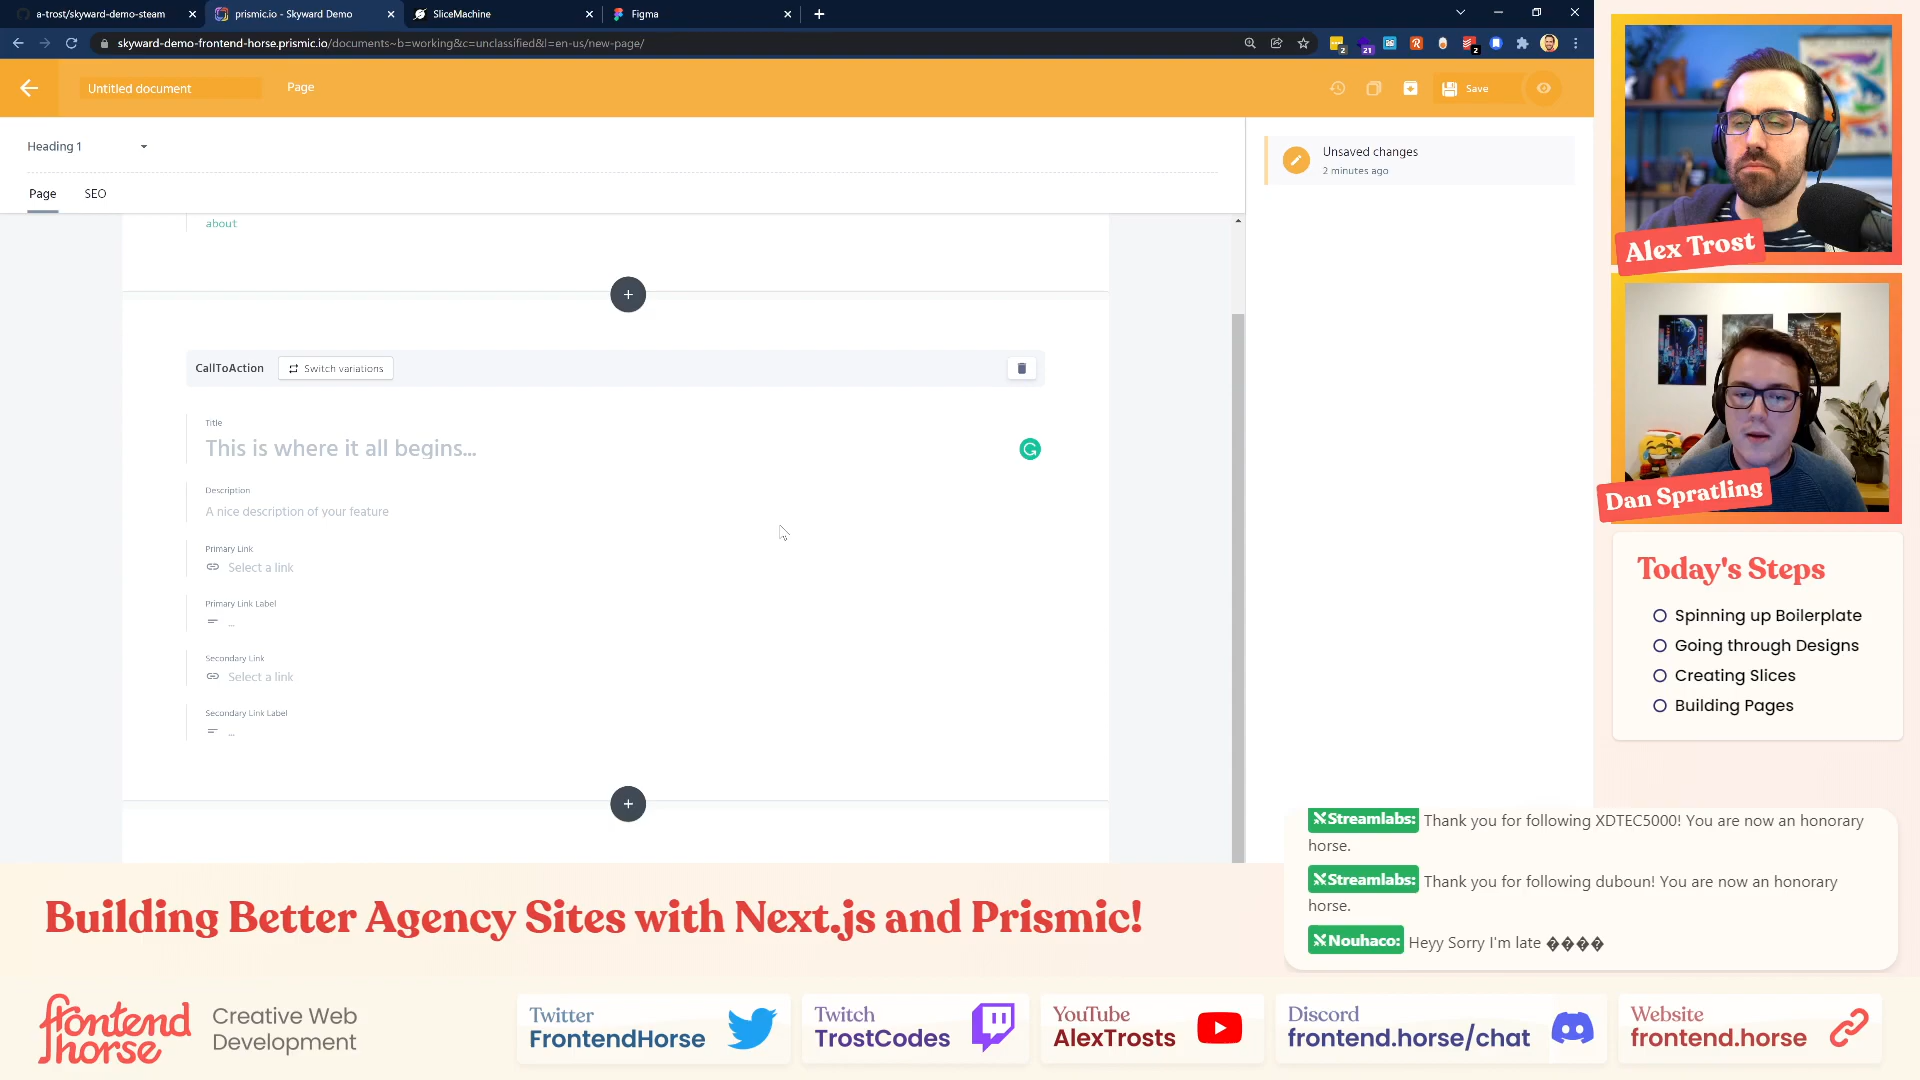 a-trost/skyward-demo-steam
prismic.io - Skyward Demo
SliceMachine
Figma
skyward-demo-frontend-horse.prismic.io/documents~b=working&c=unclassified&l=en-us/new-page/
2
21
2
Untitled document
Page
Save
Heading 1
Unsaved changes
2 minutes ago
Page
SEO
about
CallToAction
Switch variations
Title
This is where it all begins...
Description
A nice description of your feature
Primary Link
Select a link
Primary Link Label
...
Secondary Link
Select a link
Secondary Link Label
...
Alex Trost
Dan Spratling
Today's Steps
Spinning up Boilerplate
Going through Designs
Creating Slices
Building Pages
Streamlabs: Thank you for following XDTEC5000! You are now an honorary
horse.
Streamlabs: Thank you for following duboun! You are now an honorary
horse.
Nouhaco: Heyy Sorry I'm late ����
Building Better Agency Sites with Next.js and Prismic!
frontend
horse
Creative Web
Development
Twitter
FrontendHorse
Twitch
TrostCodes
YouTube
AlexTrosts
Discord
frontend.horse/chat
Website
frontend.horse